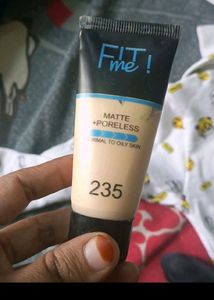 FIT
me!
MATTE
+PORELESS
NORMAL TO OILY SKIN
235